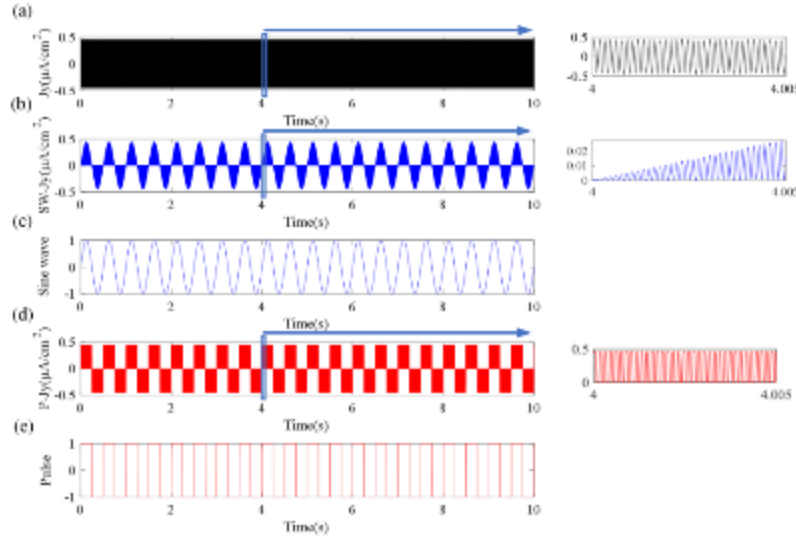 (a)
Jy(μA/cm²)
0.5
0
-0.5
0 2 4 6 8 10
Time(s)
0.5
0
-0.5
4 4.005
(b)
SW-Jy(μA/cm²)
0.5
0
-0.5
0 2 4 6 8 10
Time(s)
0.02
0.01
0
4 4.005
(c)
Sine wave
1
0
-1
0 2 4 6 8 10
Time(s)
(d)
P-Jy(μA/cm²)
0.5
0
-0.5
0 2 4 6 8 10
Time(s)
0.5
0
4 4.005
(e)
Pulse
1
0
-1
0 2 4 6 8 10
Time(s)